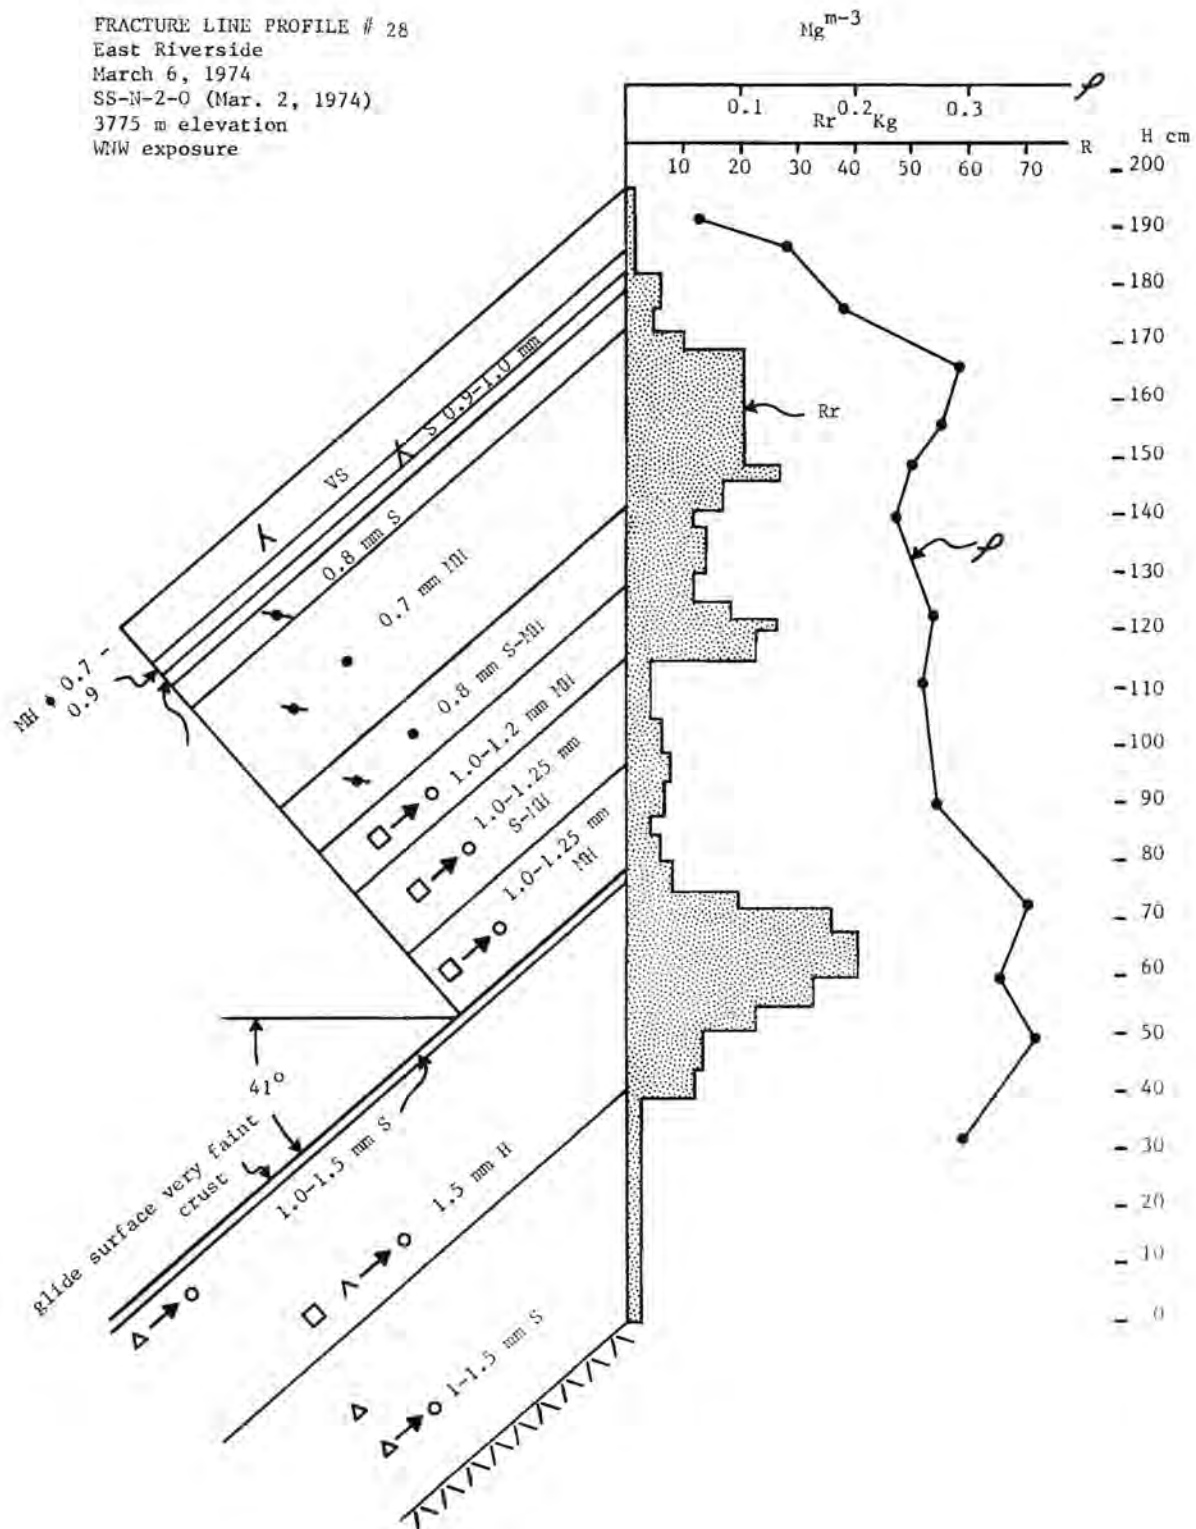 FRACTURE LINE PROFILE # 28
East Riverside
March 6, 1974
SS-N-2-O (Mar. 2, 1974)
3775 m elevation
WNW exposure
Mg m-3
0.1 0.2 0.3
Rr Kg
R
H cm
10 20 30 40 50 60 70
200
190
180
170
160
150
140
130
120
110
100
90
80
70
60
50
40
30
20
10
0
Rr
VS
S 0.9-1.0 mm
0.8 mm S
0.7 mm MH
MH 0.7 -
0.9
0.8 mm S-MH
1.0-1.2 mm MH
1.0-1.25 mm
S-MH
1.0-1.25 mm
MH
41°
glide surface very faint
crust
1.0-1.5 mm S
1.5 mm H
1-1.5 mm S